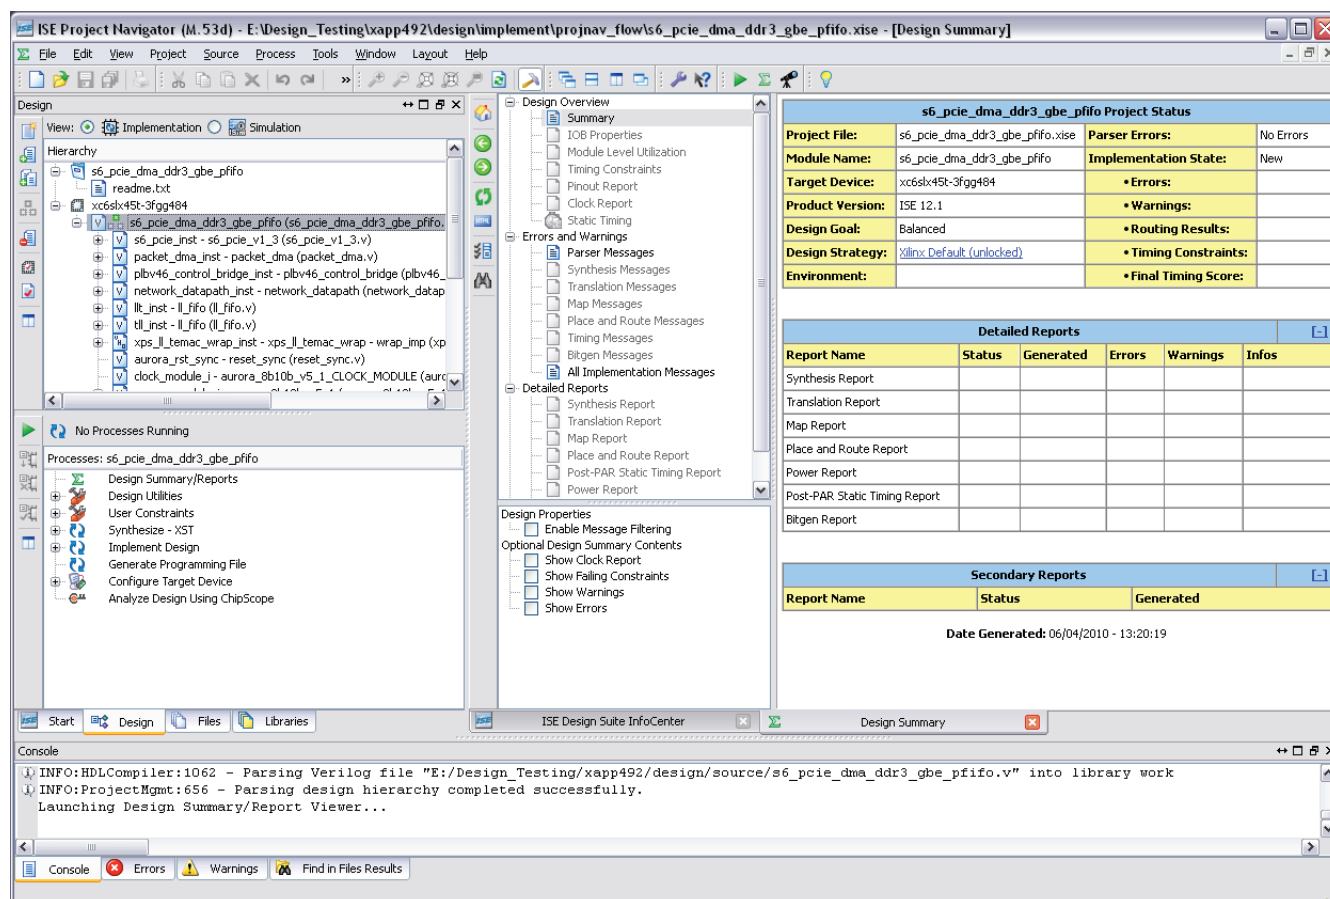 ISE Project Navigator (M.53d) - E:\Design_Testing\xapp492\design\implement\projnav_flow\s6_pcie_dma_ddr3_gbe_pfifo.xise - [Design Summary]
File Edit View Project Source Process Tools Window Layout Help
Design
View: Implementation Simulation
Hierarchy
s6_pcie_dma_ddr3_gbe_pfifo
readme.txt
xc6slx45t-3fgg484
s6_pcie_dma_ddr3_gbe_pfifo (s6_pcie_dma_ddr3_gbe_pfifo.
s6_pcie_inst - s6_pcie_v1_3 (s6_pcie_v1_3.v)
packet_dma_inst - packet_dma (packet_dma.v)
plbv46_control_bridge_inst - plbv46_control_bridge (plbv46_
network_datapath_inst - network_datapath (network_datap
llt_inst - ll_fifo (ll_fifo.v)
tll_inst - ll_fifo (ll_fifo.v)
xps_ll_temac_wrap_inst - xps_ll_temac_wrap - wrap_imp (xp
aurora_rst_sync - reset_sync (reset_sync.v)
clock_module_i - aurora_8b10b_v5_1_CLOCK_MODULE (auro
No Processes Running
Processes: s6_pcie_dma_ddr3_gbe_pfifo
Design Summary/Reports
Design Utilities
User Constraints
Synthesize - XST
Implement Design
Generate Programming File
Configure Target Device
Analyze Design Using ChipScope
Start Design Files Libraries
Design Overview
Summary
IOB Properties
Module Level Utilization
Timing Constraints
Pinout Report
Clock Report
Static Timing
Errors and Warnings
Parser Messages
Synthesis Messages
Translation Messages
Map Messages
Place and Route Messages
Timing Messages
Bitgen Messages
All Implementation Messages
Detailed Reports
Synthesis Report
Translation Report
Map Report
Place and Route Report
Post-PAR Static Timing Report
Power Report
Design Properties
Enable Message Filtering
Optional Design Summary Contents
Show Clock Report
Show Failing Constraints
Show Warnings
Show Errors
ISE Design Suite InfoCenter
Design Summary
s6_pcie_dma_ddr3_gbe_pfifo Project Status
Project File: s6_pcie_dma_ddr3_gbe_pfifo.xise Parser Errors: No Errors
Module Name: s6_pcie_dma_ddr3_gbe_pfifo Implementation State: New
Target Device: xc6slx45t-3fgg484 •Errors:
Product Version: ISE 12.1 •Warnings:
Design Goal: Balanced •Routing Results:
Design Strategy: Xilinx Default (unlocked) •Timing Constraints:
Environment: •Final Timing Score:
Detailed Reports [-]
Report Name Status Generated Errors Warnings Infos
Synthesis Report
Translation Report
Map Report
Place and Route Report
Power Report
Post-PAR Static Timing Report
Bitgen Report
Secondary Reports [-]
Report Name Status Generated
Date Generated: 06/04/2010 - 13:20:19
Console
INFO:HDLCompiler:1062 - Parsing Verilog file "E:/Design_Testing/xapp492/design/source/s6_pcie_dma_ddr3_gbe_pfifo.v" into library work
INFO:ProjectMgmt:656 - Parsing design hierarchy completed successfully.
Launching Design Summary/Report Viewer...
Console Errors Warnings Find in Files Results